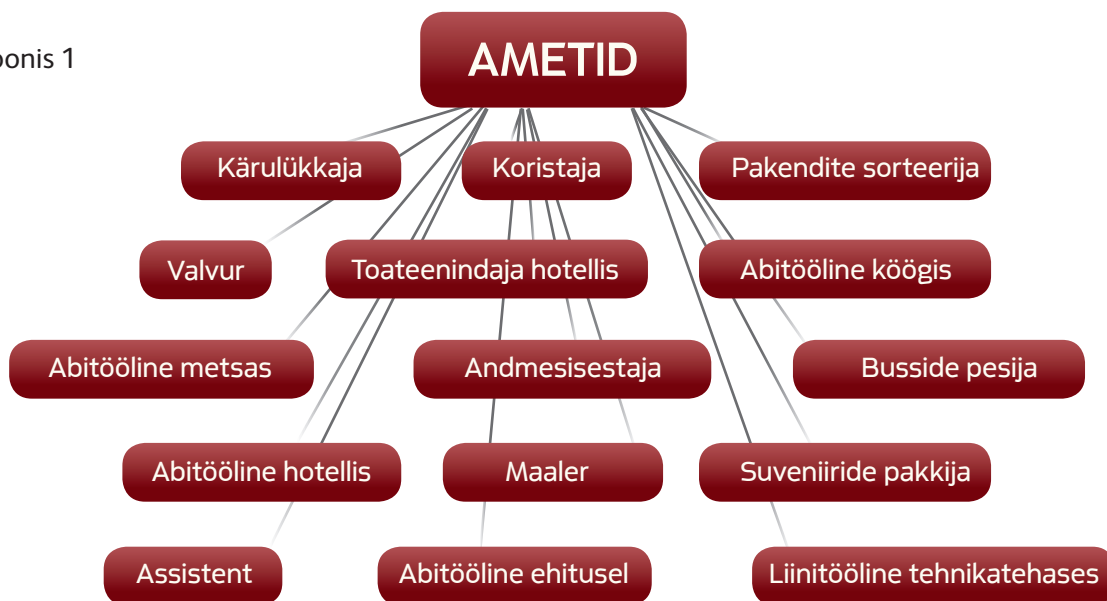 oonis 1
AMETID
Kärulükkaja
Koristaja
Pakendite sorteerija
Valvur
Toateenindaja hotellis
Abitööline köögis
Abitööline metsas
Andmesisestaja
Busside pesija
Abitööline hotellis
Maaler
Suveniiride pakkija
Assistent
Abitööline ehitusel
Liinitööline tehnikatehases